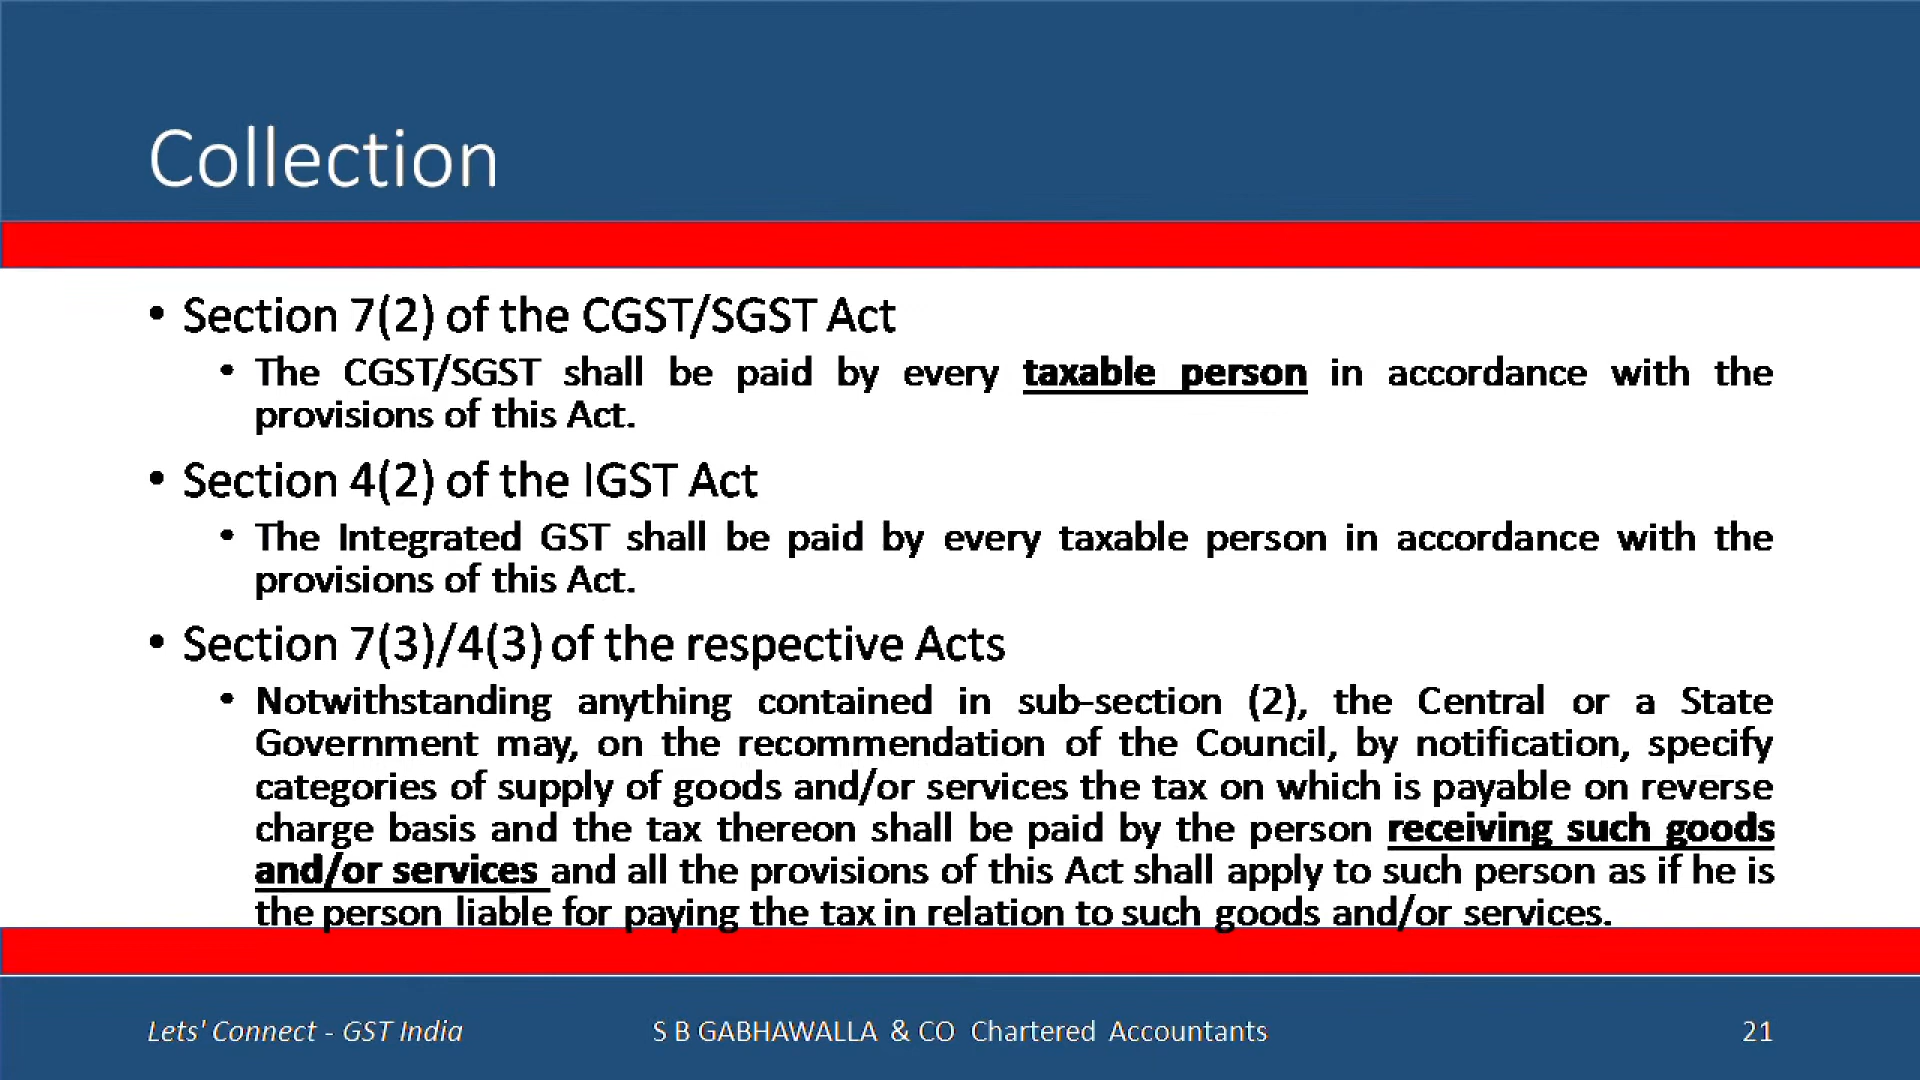 Collection
• Section 7(2) of the CGST/SGST Act
• The CGST/SGST shall be paid by every taxable person in accordance with the
provisions of this Act.
• Section 4(2) of the IGST Act
• The Integrated GST shall be paid by every taxable person in accordance with the
provisions of this Act.
• Section 7(3)/4(3) of the respective Acts
• Notwithstanding anything contained in sub-section (2), the Central or a State
Government may, on the recommendation of the Council, by notification, specify
categories of supply of goods and/or services the tax on which is payable on reverse
charge basis and the tax thereon shall be paid by the person receiving such goods
and/or services and all the provisions of this Act shall apply to such person as if he is
the person liable for paying the tax in relation to such goods and/or services.
Lets' Connect - GST India
S B GABHAWALLA & CO Chartered Accountants
21